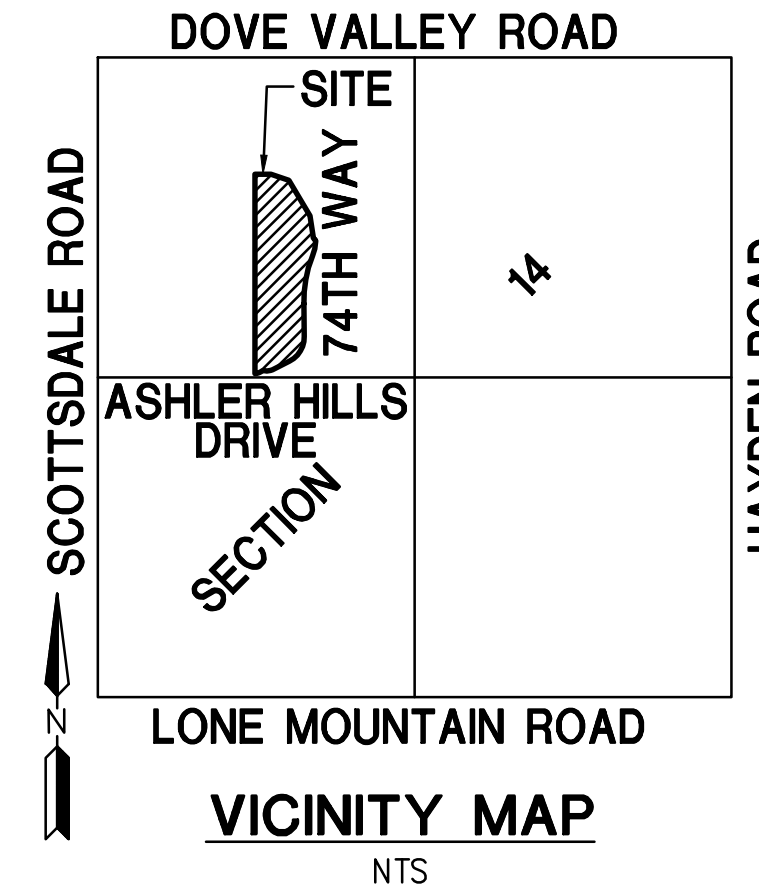 DOVE VALLEY ROAD
SITE
74TH WAY
SCOTTSDALE ROAD
14
ASHLER HILLS
DRIVE
SECTION
N
LONE MOUNTAIN ROAD
VICINITY MAP
NTS